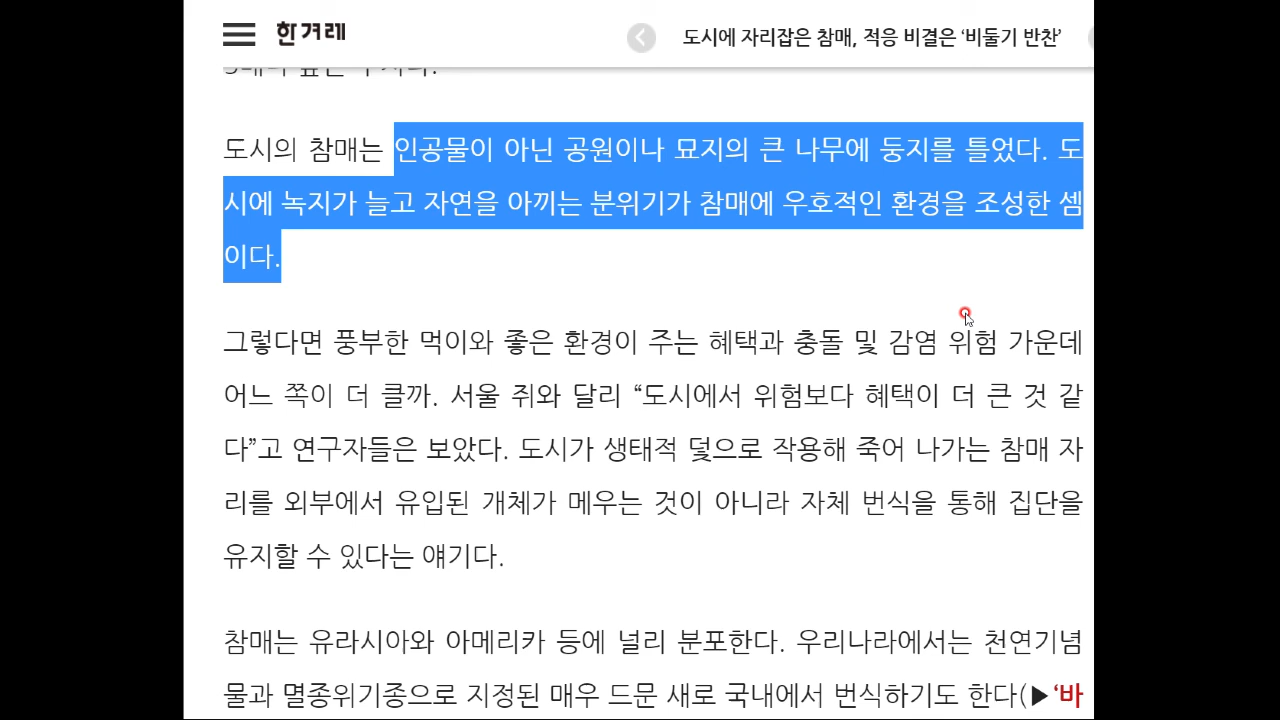 한겨레
도시에 자리잡은 참매, 적응 비결은 ‘비둘기 반찬’
도시의 참매는 인공물이 아닌 공원이나 묘지의 큰 나무에 둥지를 틀었다. 도
시에 녹지가 늘고 자연을 아끼는 분위기가 참매에 우호적인 환경을 조성한 셈
이다.
그렇다면 풍부한 먹이와 좋은 환경이 주는 혜택과 충돌 및 감염 위험 가운데
어느 쪽이 더 클까. 서울 쥐와 달리 “도시에서 위험보다 혜택이 더 큰 것 같
다”고 연구자들은 보았다. 도시가 생태적 덫으로 작용해 죽어 나가는 참매 자
리를 외부에서 유입된 개체가 메우는 것이 아니라 자체 번식을 통해 집단을
유지할 수 있다는 얘기다.
참매는 유라시아와 아메리카 등에 널리 분포한다. 우리나라에서는 천연기념
물과 멸종위기종으로 지정된 매우 드문 새로 국내에서 번식하기도 한다(▶‘바